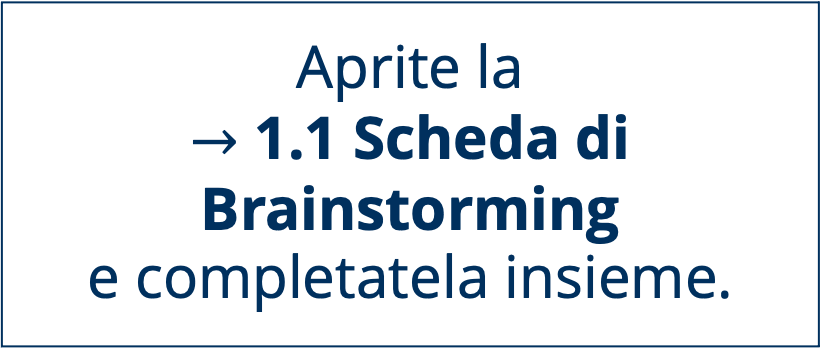 Aprite la
→ 1.1 Scheda di
Brainstorming
e completatela insieme.